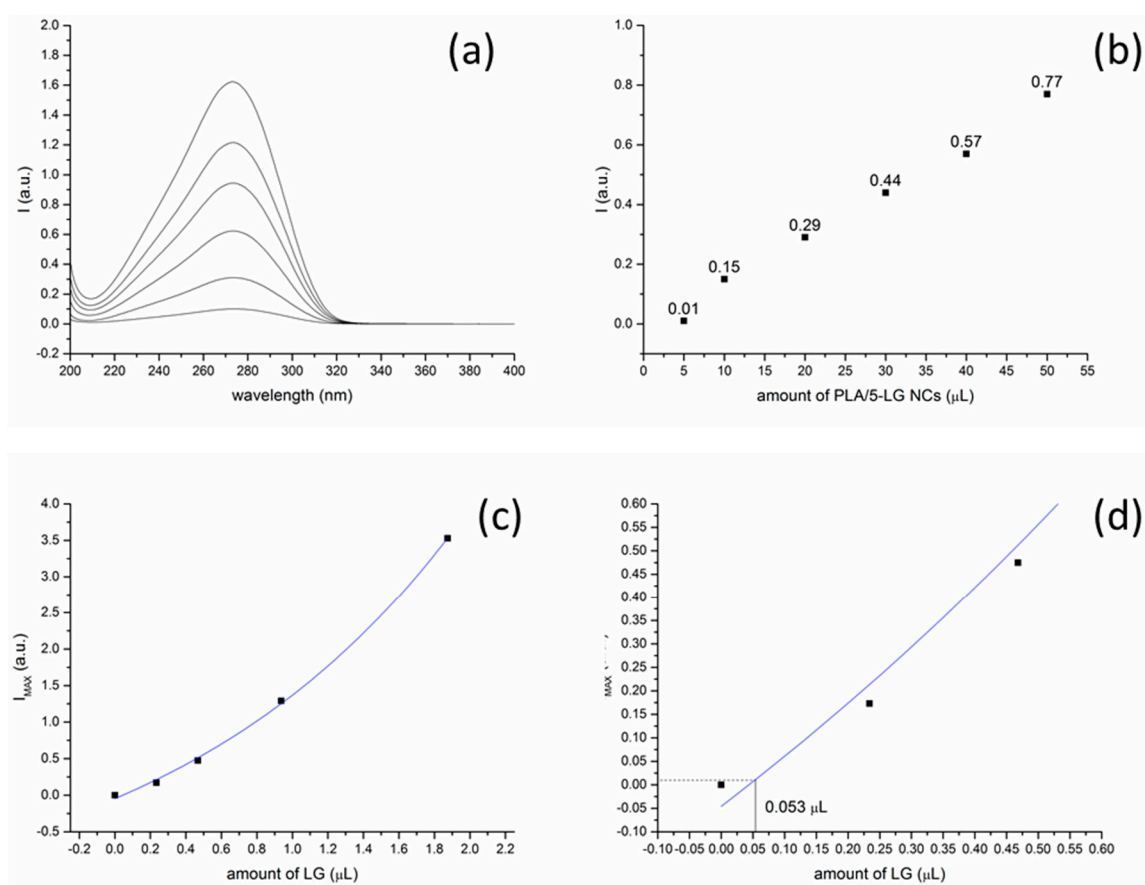 (a)
2.0
1.8
1.6
1.4
1.2
1.0
0.8
0.6
0.4
0.2
0.0
-0.2
I (a.u.)
200 220 240 260 280 300 320 340 360 380 400
wavelength (nm)
(b)
1.0
0.8
0.6
0.4
0.2
0.0
I (a.u.)
0.77
0.57
0.44
0.29
0.15
0.01
0 5 10 15 20 25 30 35 40 45 50 55
amount of PLA/5-LG NCs (μL)
(c)
4.0
3.5
3.0
2.5
2.0
1.5
1.0
0.5
0.0
-0.5
I MAX (a.u.)
-0.2 0.0 0.2 0.4 0.6 0.8 1.0 1.2 1.4 1.6 1.8 2.0 2.2
amount of LG (μL)
(d)
0.60
0.55
0.50
0.45
0.40
0.35
0.30
0.25
0.20
0.15
0.10
0.05
0.00
-0.05
-0.10
MAX
0.053 μL
-0.10 -0.05 0.00 0.05 0.10 0.15 0.20 0.25 0.30 0.35 0.40 0.45 0.50 0.55 0.60
amount of LG (μL)